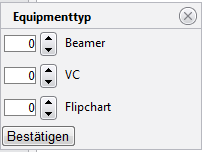 Equipmenttyp
0 Beamer
0 VC
0 Flipchart
Bestätigen